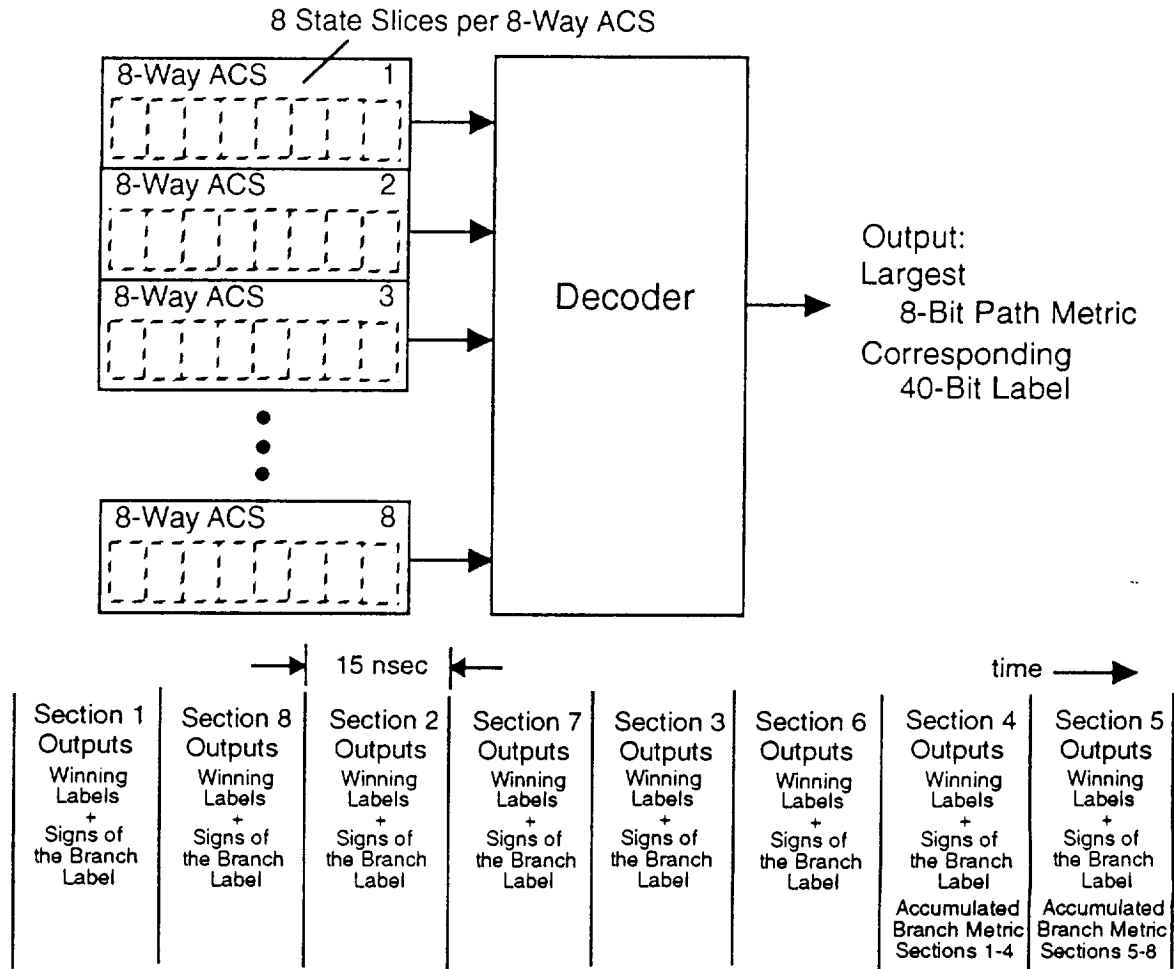 8 State Slices per 8-Way ACS
8-Way ACS 1
8-Way ACS 2
8-Way ACS 3
8-Way ACS 8
Decoder
Output:
Largest
8-Bit Path Metric
Corresponding
40-Bit Label
15 nsec
time
Section 1
Outputs
Winning
Labels
+
Signs of
the Branch
Label
Section 8
Outputs
Winning
Labels
+
Signs of
the Branch
Label
Section 2
Outputs
Winning
Labels
+
Signs of
the Branch
Label
Section 7
Outputs
Winning
Labels
+
Signs of
the Branch
Label
Section 3
Outputs
Winning
Labels
+
Signs of
the Branch
Label
Section 6
Outputs
Winning
Labels
+
Signs of
the Branch
Label
Section 4
Outputs
Winning
Labels
+
Signs of
the Branch
Label
Accumulated
Branch Metric
Sections 1-4
Section 5
Outputs
Winning
Labels
+
Signs of
the Branch
Label
Accumulated
Branch Metric
Sections 5-8